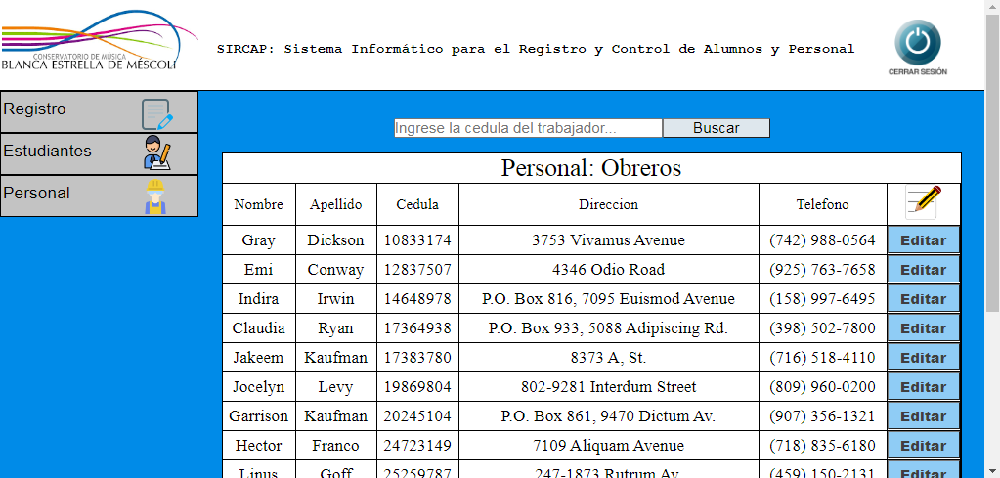 CONSERVATORIO DE MÚSICA
BLANCA ESTRELLA DE MÉSCOLI
SIRCAP: Sistema Informático para el Registro y Control de Alumnos y Personal
CERRAR SESIÓN
Registro
Estudiantes
Personal
Ingrese la cedula del trabajador... Buscar
Personal: Obreros
Nombre Apellido Cedula Direccion Telefono
Gray Dickson 10833174 3753 Vivamus Avenue (742) 988-0564 Editar
Emi Conway 12837507 4346 Odio Road (925) 763-7658 Editar
Indira Irwin 14648978 P.O. Box 816, 7095 Euismod Avenue (158) 997-6495 Editar
Claudia Ryan 17364938 P.O. Box 933, 5088 Adipiscing Rd. (398) 502-7800 Editar
Jakeem Kaufman 17383780 8373 A, St. (716) 518-4110 Editar
Jocelyn Levy 19869804 802-9281 Interdum Street (809) 960-0200 Editar
Garrison Kaufman 20245104 P.O. Box 861, 9470 Dictum Av. (907) 356-1321 Editar
Hector Franco 24723149 7109 Aliquam Avenue (718) 835-6180 Editar
Linus Goff 25259787 247-1873 Rutrum Av. (459) 150-2131 Editar